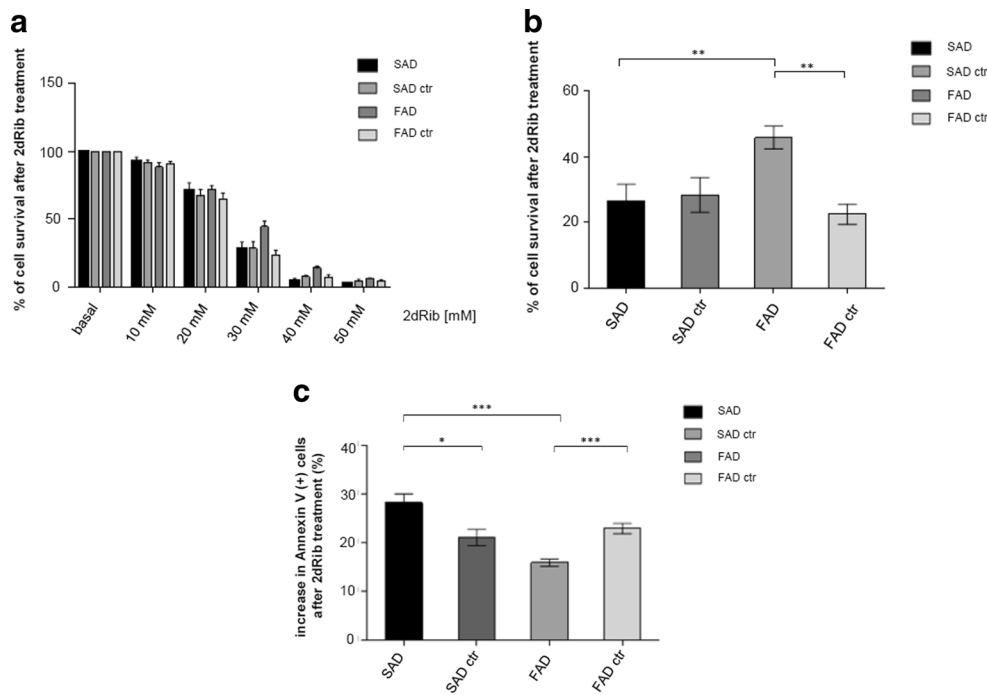 a
% of cell survival after 2dRib treatment
150
100
50
0
basal
10 mM
20 mM
30 mM
40 mM
50 mM
2dRib [mM]
SAD
SAD ctr
FAD
FAD ctr
b
% of cell survival after 2dRib treatment
60
40
20
0
**
**
SAD
SAD ctr
FAD
FAD ctr
SAD
SAD ctr
FAD
FAD ctr
c
increase in Annexin V (+) cells
after 2dRib treatment (%)
40
30
20
10
0
***
*
***
SAD
SAD ctr
FAD
FAD ctr
SAD
SAD ctr
FAD
FAD ctr